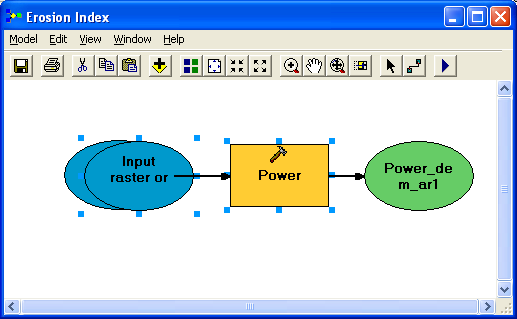 Erosion Index
Model Edit View Window Help
Input
raster or
Power
Power_de
m_ar1